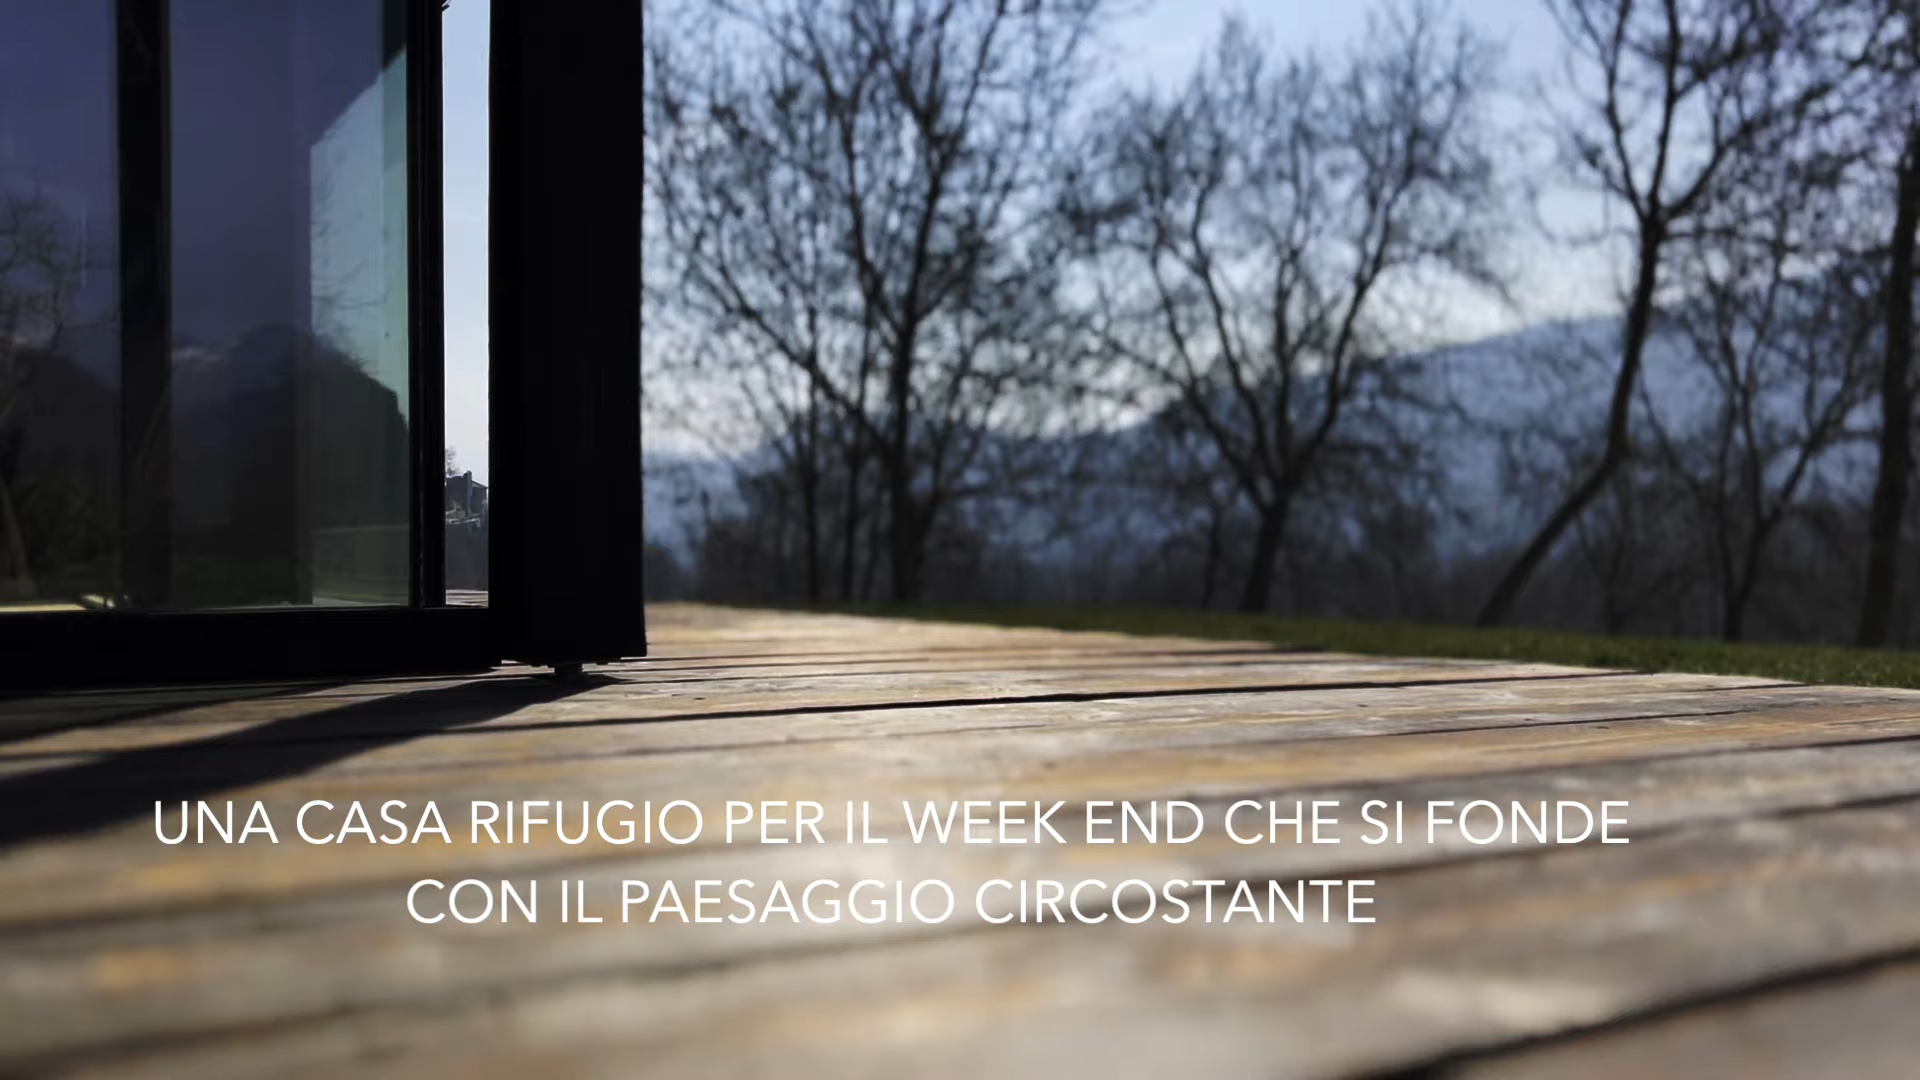 UNA CASA RIFUGIO PER IL WEEK END CHE SI FONDE
CON IL PAESAGGIO CIRCOSTANTE